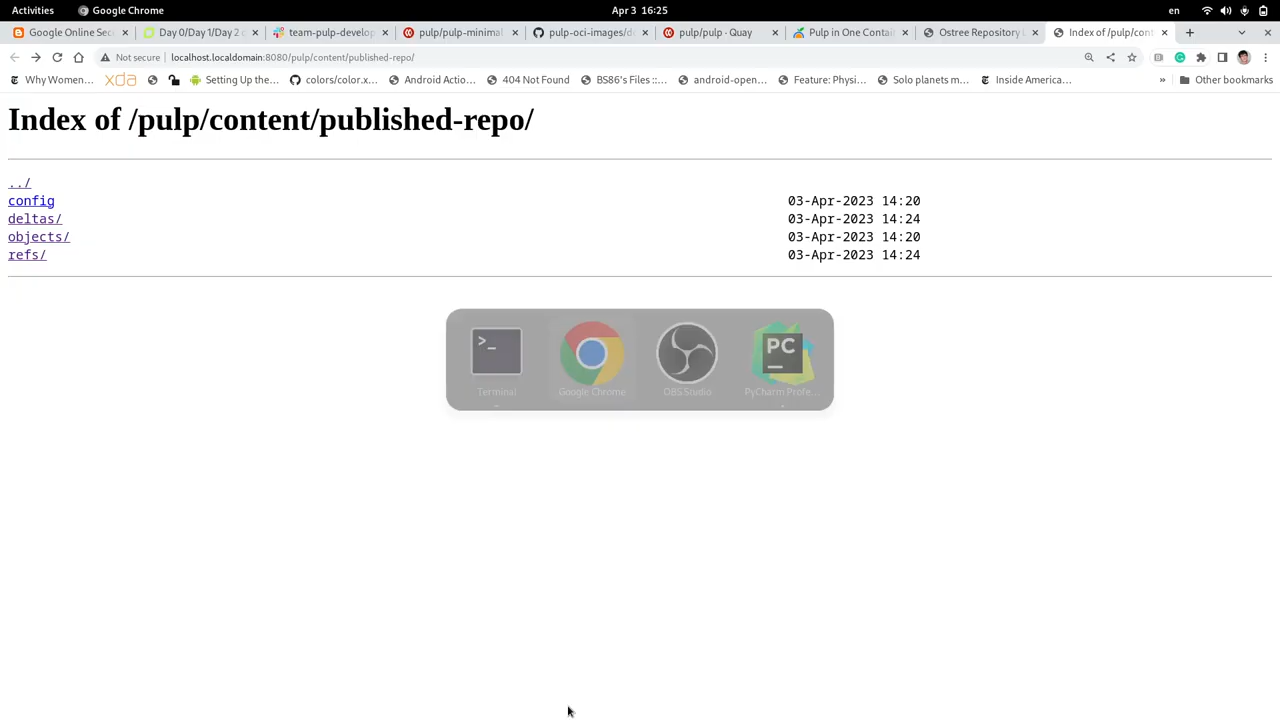 Activities Google Chrome Apr 3 16:25 en
Google Online Sec Day 0/Day 1/Day 2 o team-pulp-develop pulp/pulp-minimal pulp-oci-images/d pulp/pulp · Quay Pulp in One Contai Ostree Repository Index of /pulp/cont
Not secure localhost.localdomain:8080/pulp/content/published-repo/
Why Women... xda Setting Up the... colors/color.x... Android Actio... 404 Not Found BS86's Files ::... android-open... Feature: Physi... Solo planets m... Inside America... » Other bookmarks
Index of /pulp/content/published-repo/
../
config 03-Apr-2023 14:20
deltas/ 03-Apr-2023 14:24
objects/ 03-Apr-2023 14:20
refs/ 03-Apr-2023 14:24
>_ PC
Terminal Google Chrome OBS Studio PyCharm Profe...